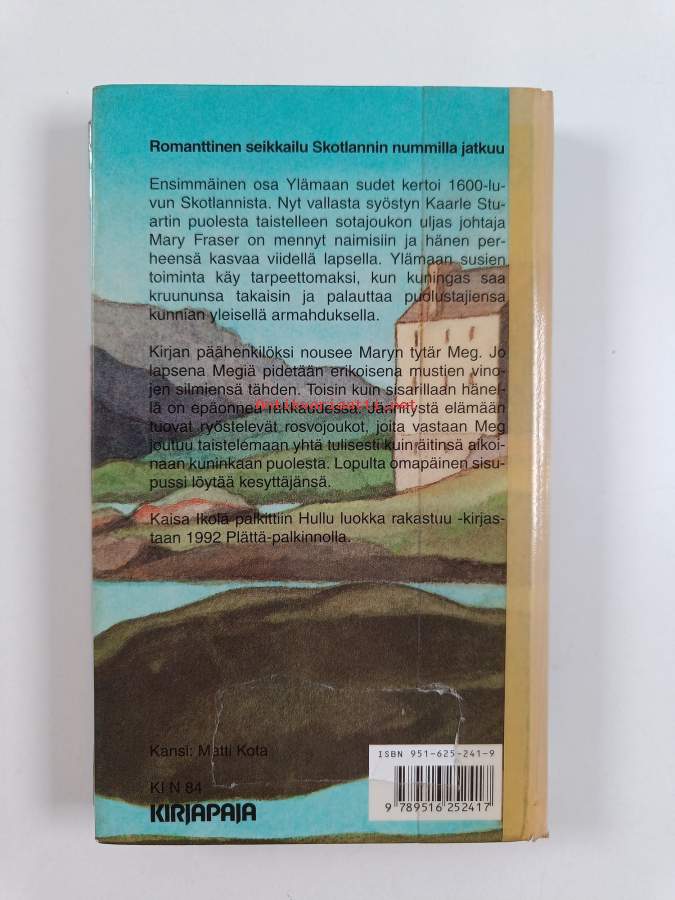 Romanttinen seikkailu Skotlannin nummilla jatkuu
Ensimmäinen osa Ylämaan sudet kertoi 1600-lu-
vun Skotlannista. Nyt vallasta syöstyn Kaarle Stu-
artin puolesta taistelleen sotajoukon uljas johtaja
Mary Fraser on mennyt naimisiin ja hänen per-
heensä kasvaa viidellä lapsella. Ylämaan susien
toiminta käy tarpeettomaksi, kun kuningas saa
kruununsa takaisin ja palauttaa puolustajiensa
kunnian yleisellä armahduksella.
Kirjan päähenkilöksi nousee Maryn tytär Meg. Jo
lapsena Megiä pidetään erikoisena mustien vino-
jen silmiensä tähden. Toisin kuin sisarillaan hänel-
lä on epäonnea rakkaudessa. Jännitystä elämään
tuovat ryöstelevät rosvojoukot, joita vastaan Meg
joutuu taistelemaan yhtä tulisesti kuin äitinsä aikoi-
naan kuninkaan puolesta. Lopulta omapäinen sisu-
pussi löytää kesyttäjänsä.
Kaisa Ikola palkittiin Hullu luokka rakastuu -kirjas-
taan 1992 Plättä-palkinnolla.
Kansi: Matti Kota
KI N 84
KIRJAPAJA
ISBN 951-625-241-9
9 789516 252417